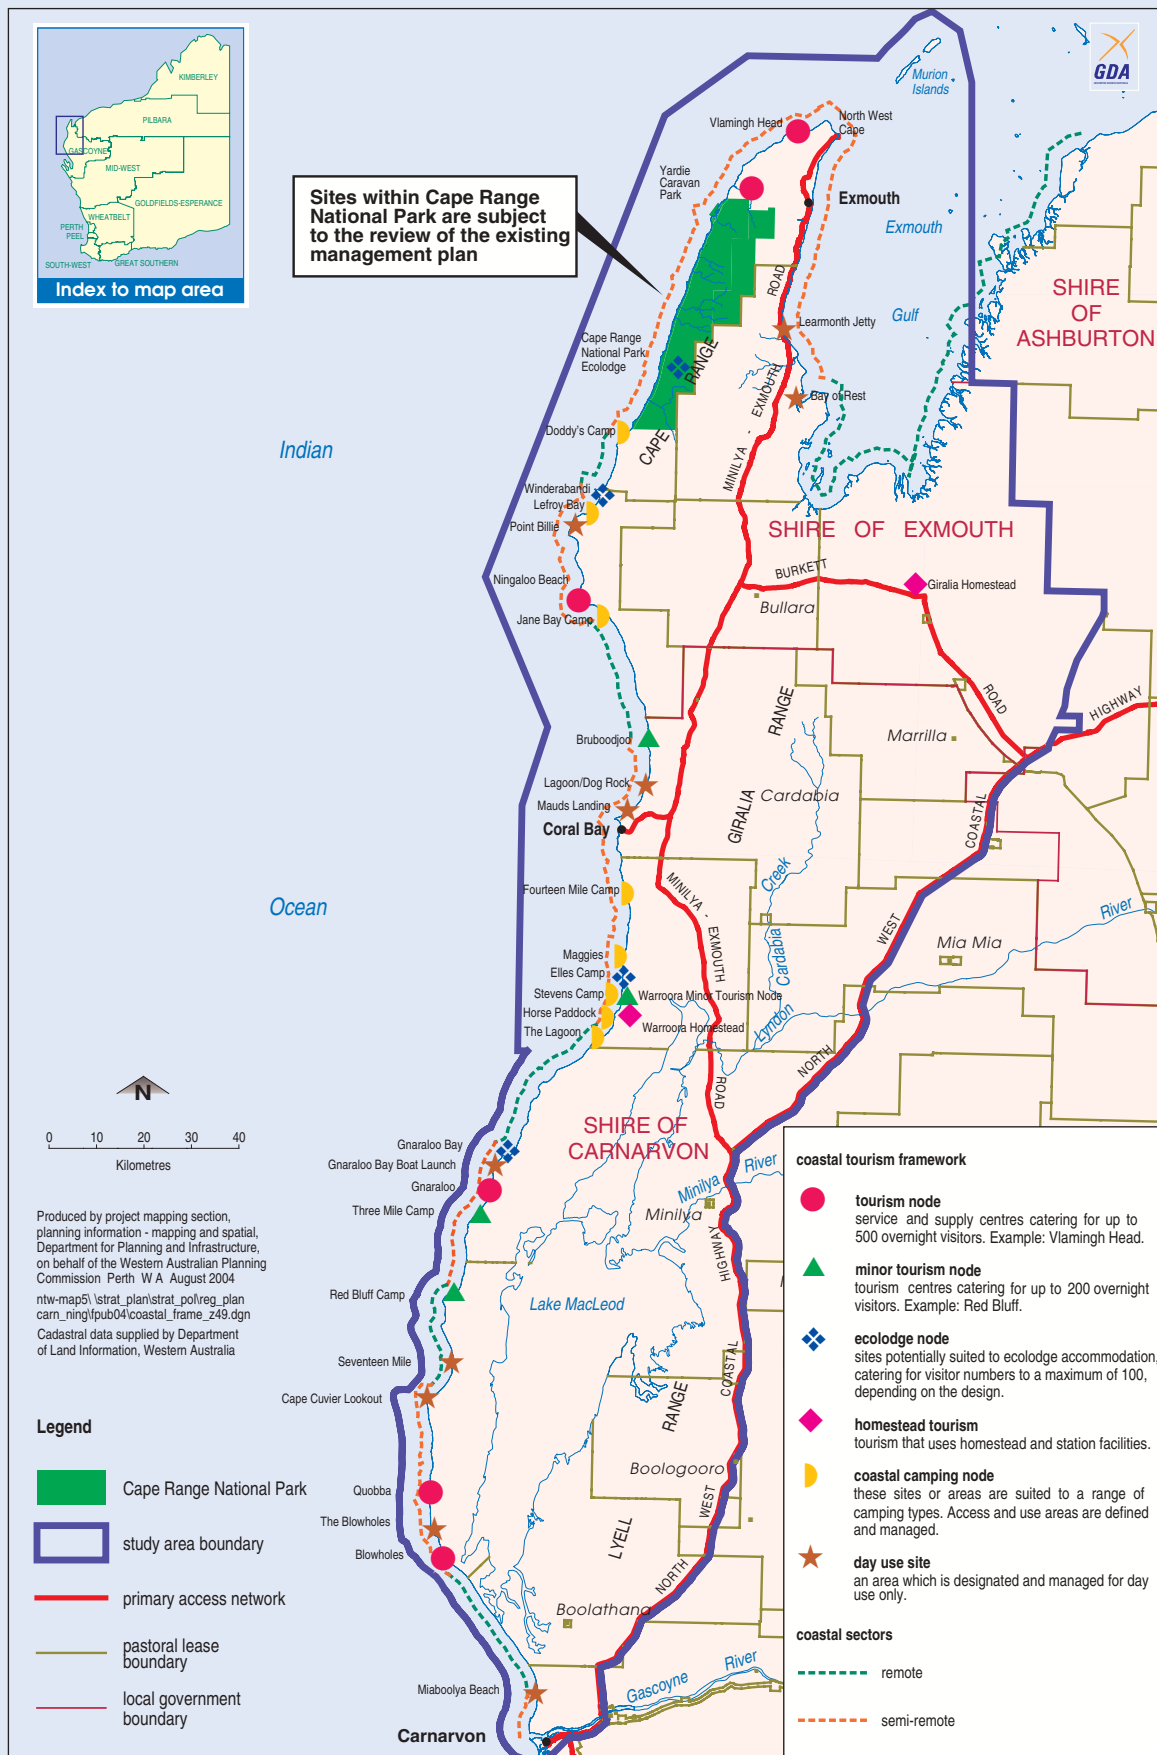 KIMBERLEY
PILBARA
GASCOYNE
MID-WEST
GOLDFIELDS-ESPERANCE
WHEATBELT
PERTH
PEEL
SOUTH-WEST
GREAT SOUTHERN
Index to map area
GDA
Murion
Islands
Vlamingh Head
North West
Cape
Yardie
Caravan
Park
Exmouth
Sites within Cape Range
National Park are subject
to the review of the existing
management plan
Exmouth
Gulf
SHIRE
OF
ASHBURTON
ROAD
Learmonth Jetty
Cape Range
National Park
Ecolodge
RANGE
CAPE
MINILYA - EXMOUTH
Bay of Rest
Doddy's Camp
Indian
Winderabandi
Lefroy Bay
Point Billie
SHIRE OF EXMOUTH
Ningaloo Beach
BURKETT
Giralia Homestead
Bullara
Jane Bay Camp
ROAD
HIGHWAY
RANGE
GIRALIA
Bruboodjoo
Marrilla
Lagoon/Dog Rock
Cardabia
Mauds Landing
Coral Bay
COASTAL
Fourteen Mile Camp
MINILYA - EXMOUTH
Creek
Cardabia
Ocean
WEST
River
Mia Mia
Maggies
Elles Camp
Stevens Camp
Warroora Minor Tourism Node
Horse Paddock
Warroora Homestead
The Lagoon
Lyndon
NORTH
ROAD
N
0 10 20 30 40
Kilometres
SHIRE OF
CARNARVON
Gnaraloo Bay
Gnaraloo Bay Boat Launch
Gnaraloo
Three Mile Camp
Minilya
River
Minilya
HIGHWAY
Produced by project mapping section,
planning information - mapping and spatial,
Department for Planning and Infrastructure,
on behalf of the Western Australian Planning
Commission Perth W A August 2004
ntw-map5\ \strat_plan\strat_pol\reg_plan
carn_ning\fpub04\coastal_frame_z49.dgn
Cadastral data supplied by Department
of Land Information, Western Australia
Red Bluff Camp
Lake MacLeod
Seventeen Mile
Cape Cuvier Lookout
COASTAL
RANGE
LYELL
Boologooro
Quobba
The Blowholes
Blowholes
WEST
NORTH
Boolathana
Miaboolya Beach
Gascoyne
River
Carnarvon
Legend
Cape Range National Park
study area boundary
primary access network
pastoral lease
boundary
local government
boundary
coastal tourism framework
tourism node
service and supply centres catering for up to
500 overnight visitors. Example: Vlamingh Head.
minor tourism node
tourism centres catering for up to 200 overnight
visitors. Example: Red Bluff.
ecolodge node
sites potentially suited to ecolodge accommodation,
catering for visitor numbers to a maximum of 100,
depending on the design.
homestead tourism
tourism that uses homestead and station facilities.
coastal camping node
these sites or areas are suited to a range of
camping types. Access and use areas are defined
and managed.
day use site
an area which is designated and managed for day
use only.
coastal sectors
remote
semi-remote